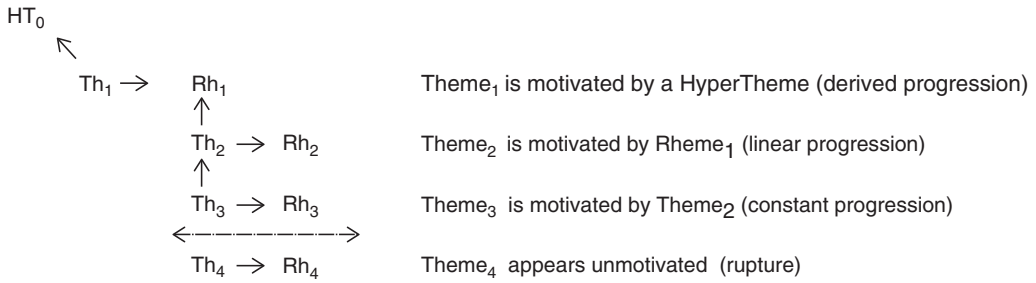 HT₀
Th₁ → Rh₁ Theme₁ is motivated by a HyperTheme (derived progression)
Th₂ → Rh₂ Theme₂ is motivated by Rheme₁ (linear progression)
Th₃ → Rh₃ Theme₃ is motivated by Theme₂ (constant progression)
Th₄ → Rh₄ Theme₄ appears unmotivated (rupture)